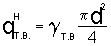 q^н_т.в. = γ_т.в. πd²/4